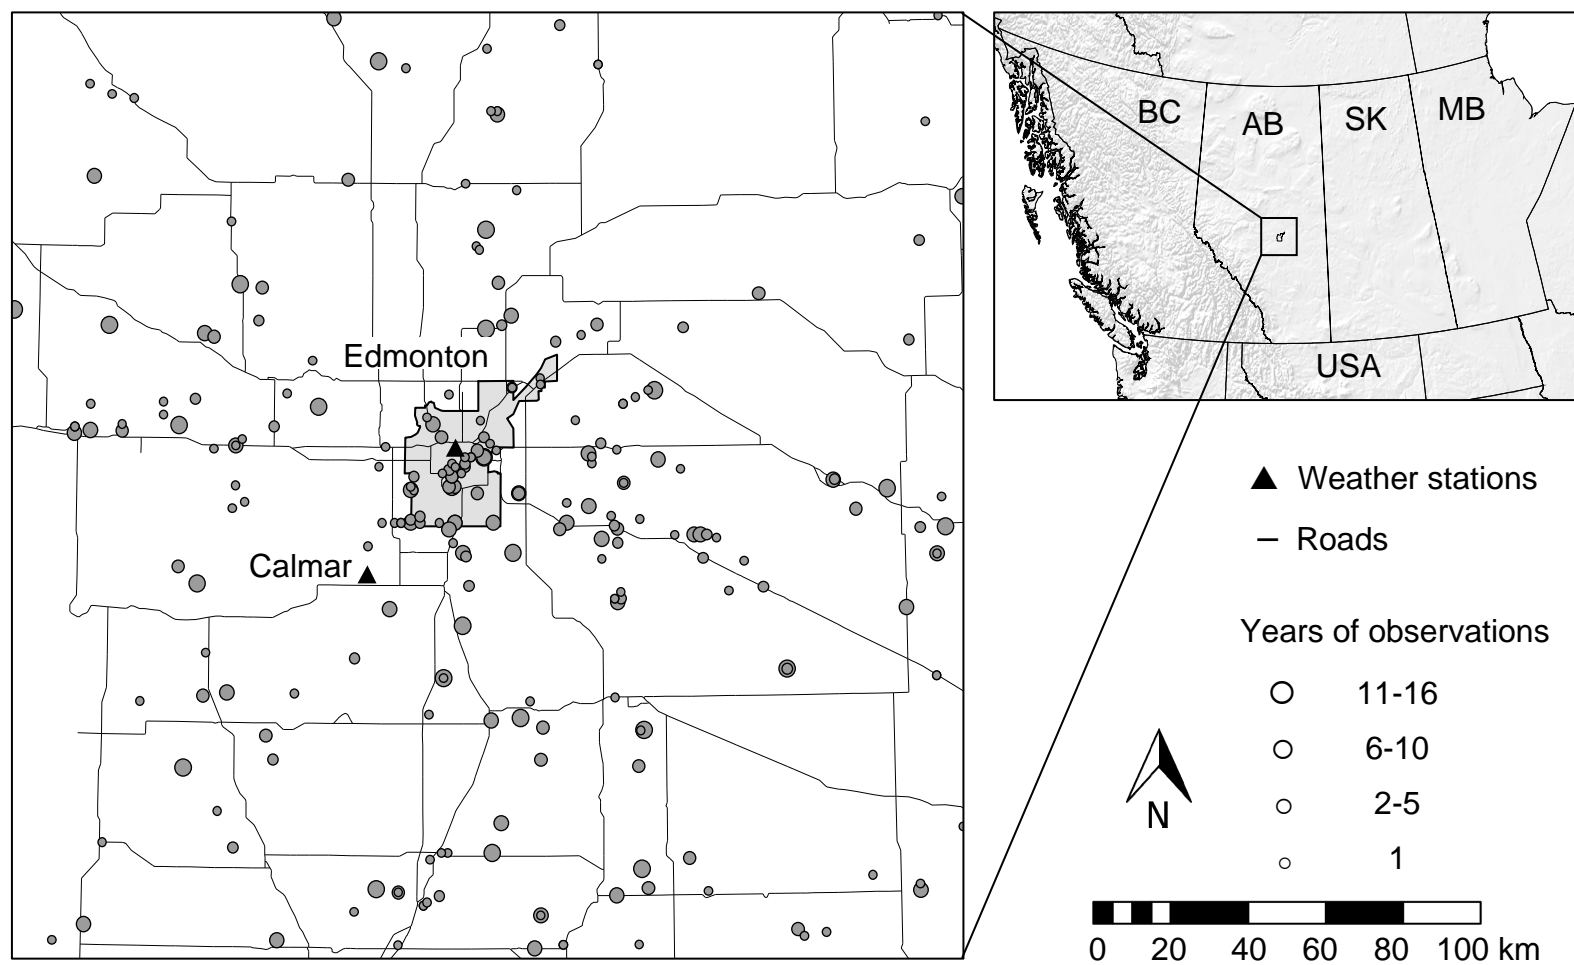 BC
AB
SK
MB
USA
Edmonton
Calmar
Weather stations
Roads
Years of observations
11-16
6-10
2-5
1
N
0 20 40 60 80 100 km